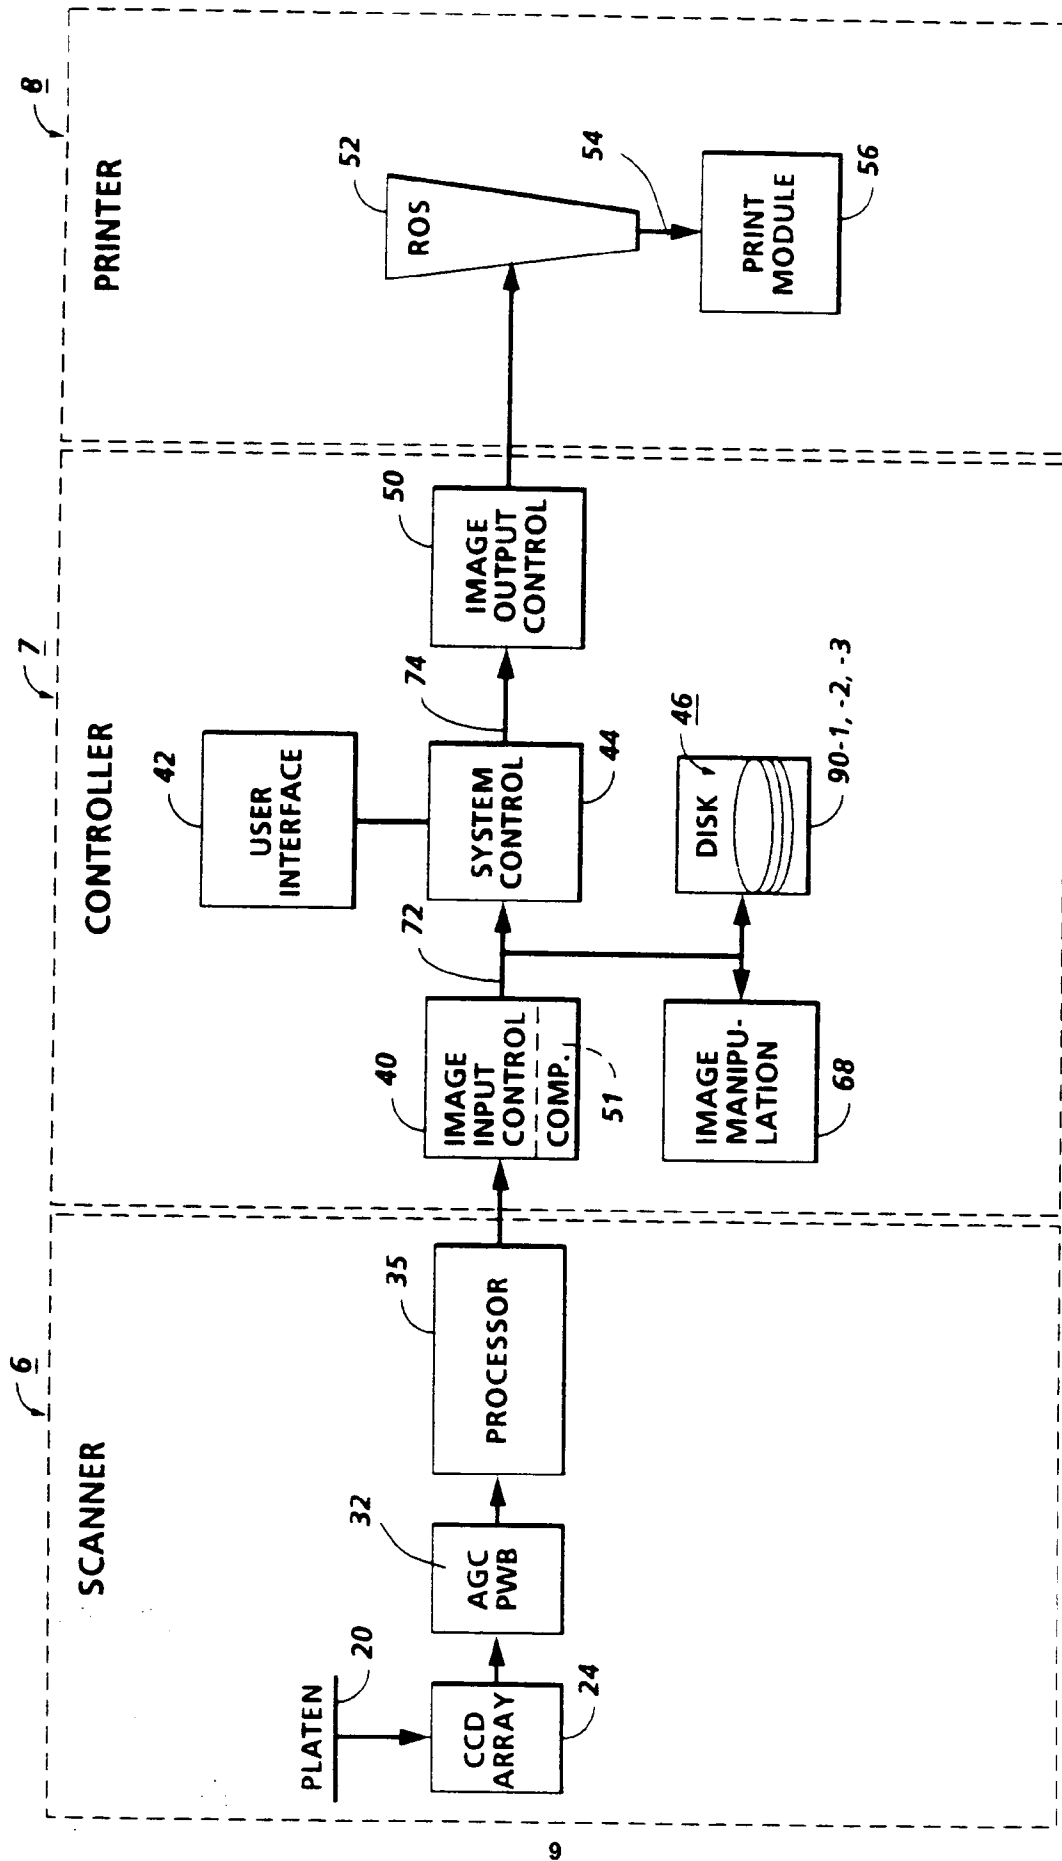 6
SCANNER
PLATEN
20
CCD
ARRAY
24
AGC
PWB
32
PROCESSOR
35
7
CONTROLLER
IMAGE
INPUT
CONTROL
COMP.
40
51
72
USER
INTERFACE
42
SYSTEM
CONTROL
44
74
IMAGE
OUTPUT
CONTROL
50
IMAGE
MANIPU-
LATION
68
DISK
46
90-1, -2, -3
8
PRINTER
ROS
52
54
PRINT
MODULE
56
9